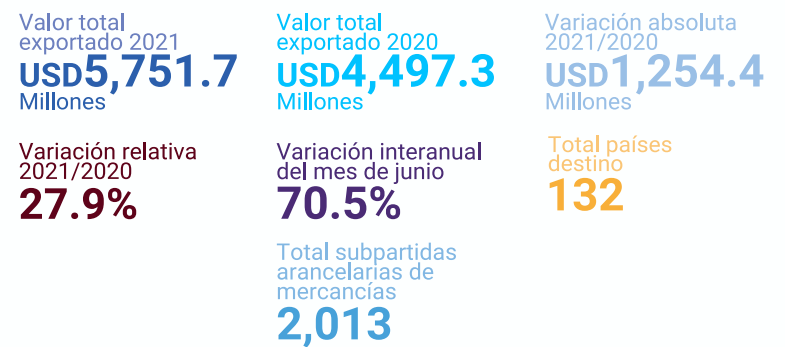 Valor total
exportado 2021
USD5,751.7
Millones
Valor total
exportado 2020
USD4,497.3
Millones
Variación absoluta
2021/2020
USD1,254.4
Millones
Variación relativa
2021/2020
27.9%
Variación interanual
del mes de junio
70.5%
Total países
destino
132
Total subpartidas
arancelarias de
mercancías
2,013